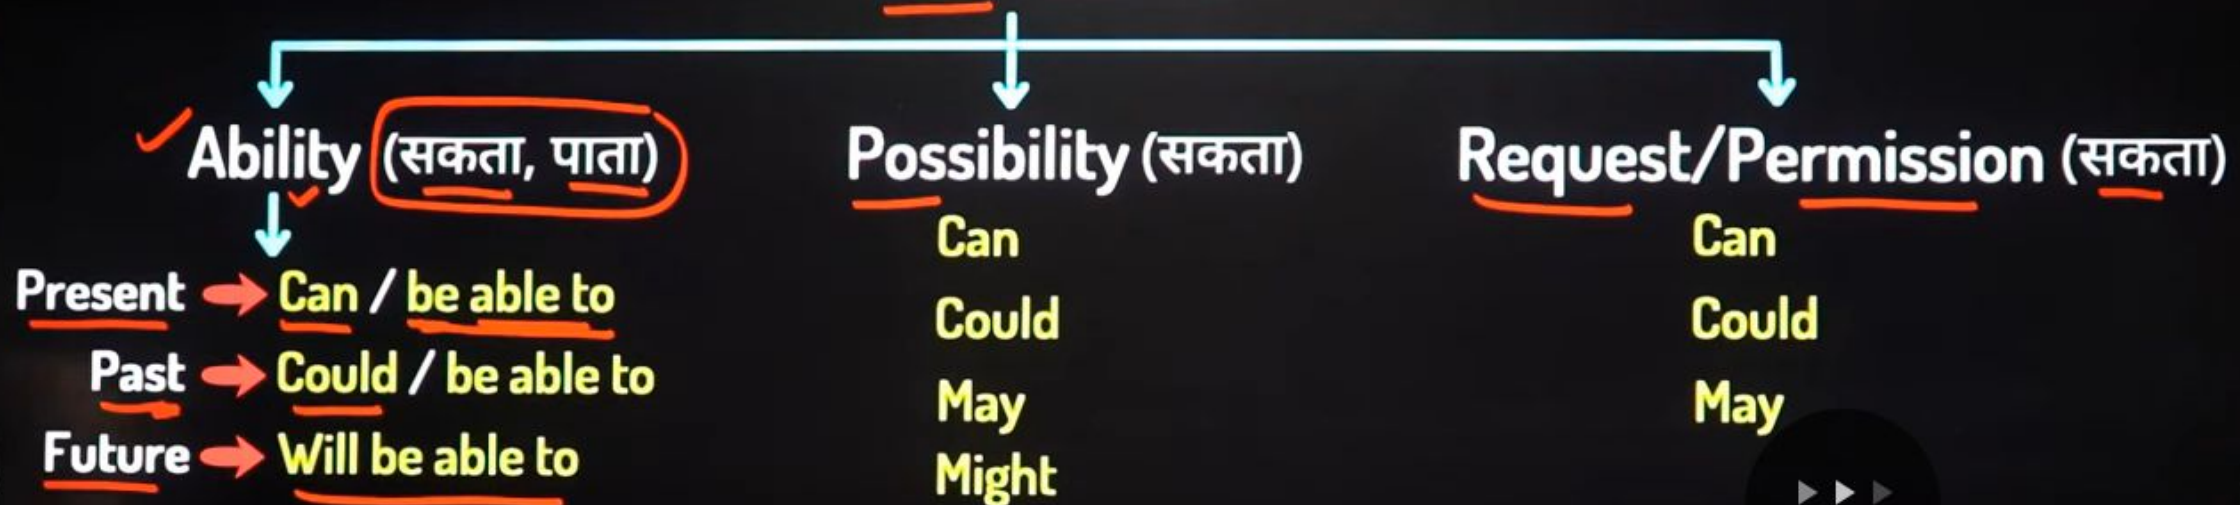 Ability (सकता, पाता)
Present Can / be able to
Past Could / be able to
Future Will be able to
Possibility (सकता)
Can
Could
May
Might
Request/Permission (सकता)
Can
Could
May